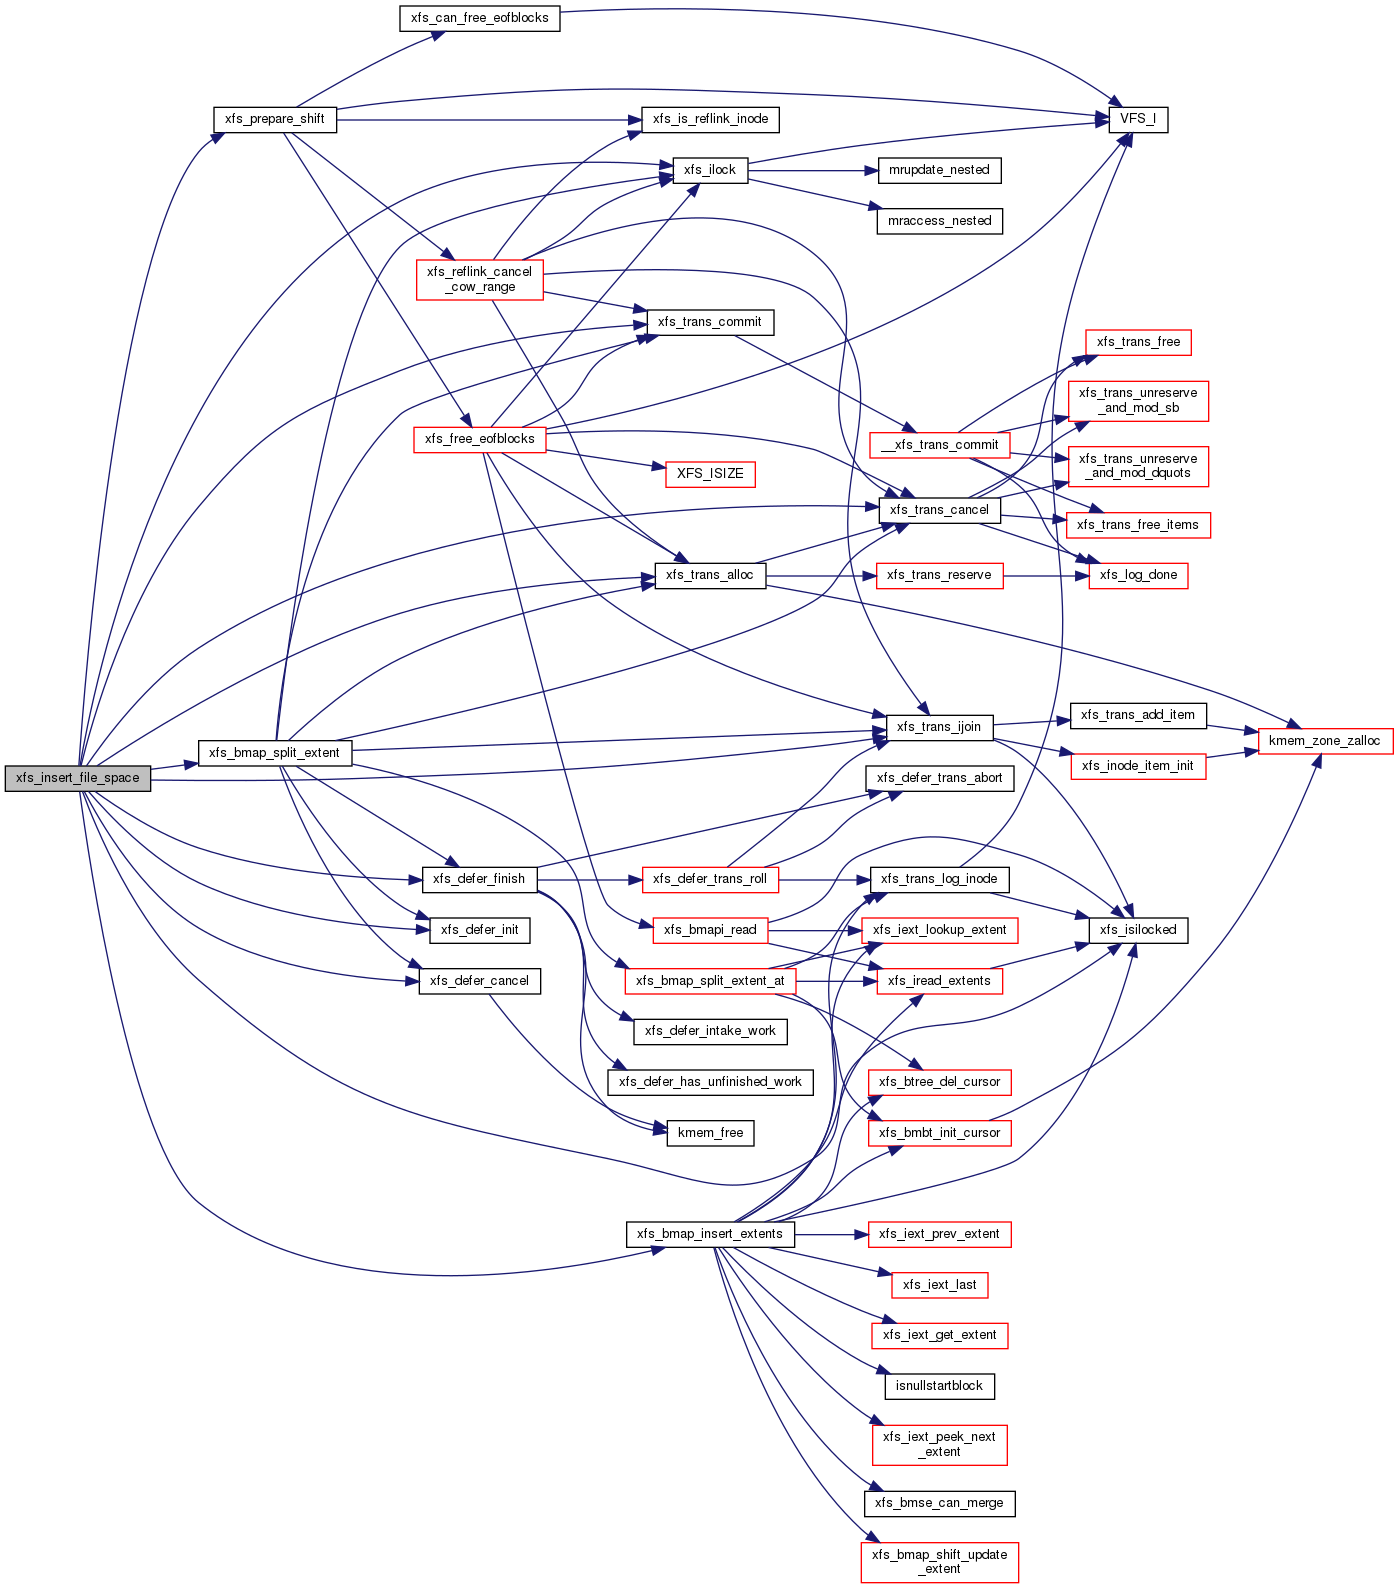 xfs_can_free_eofblocks
xfs_prepare_shift
xfs_is_reflink_inode
VFS_I
xfs_ilock
mrupdate_nested
mraccess_nested
xfs_reflink_cancel
_cow_range
xfs_trans_commit
xfs_trans_free
xfs_trans_unreserve
_and_mod_sb
xfs_free_eofblocks
__xfs_trans_commit
xfs_trans_unreserve
_and_mod_dquots
XFS_ISIZE
xfs_trans_cancel
xfs_trans_free_items
xfs_trans_alloc
xfs_trans_reserve
xfs_log_done
xfs_trans_ijoin
xfs_trans_add_item
kmem_zone_zalloc
xfs_bmap_split_extent
xfs_inode_item_init
xfs_insert_file_space
xfs_defer_trans_abort
xfs_defer_finish
xfs_defer_trans_roll
xfs_trans_log_inode
xfs_defer_init
xfs_bmapi_read
xfs_iext_lookup_extent
xfs_isilocked
xfs_defer_cancel
xfs_bmap_split_extent_at
xfs_iread_extents
xfs_defer_intake_work
xfs_defer_has_unfinished_work
xfs_btree_del_cursor
kmem_free
xfs_bmbt_init_cursor
xfs_bmap_insert_extents
xfs_iext_prev_extent
xfs_iext_last
xfs_iext_get_extent
isnullstartblock
xfs_iext_peek_next
_extent
xfs_bmse_can_merge
xfs_bmap_shift_update
_extent